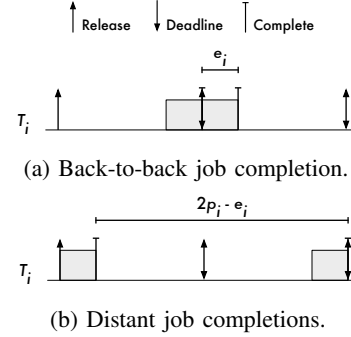 Release Deadline Complete
e_i
T_i
(a) Back-to-back job completion.
2p_i - e_i
T_i
(b) Distant job completions.